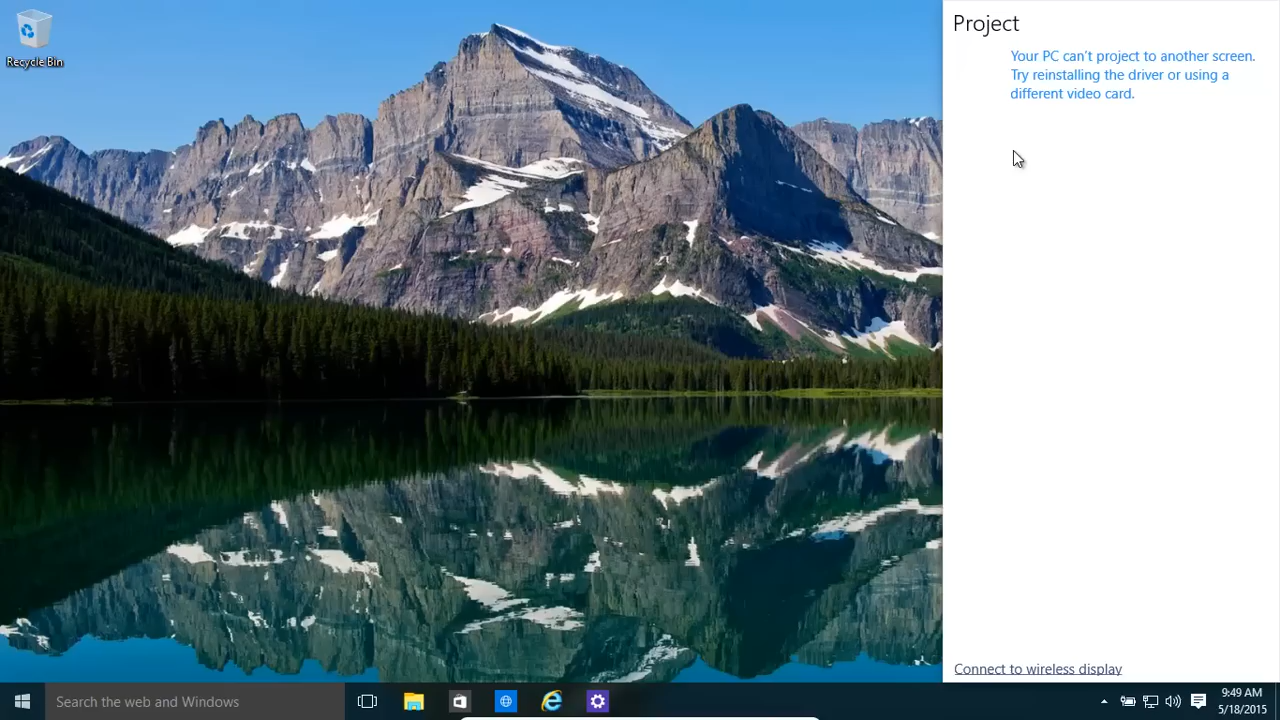 Project
Your PC can't project to another screen.
Try reinstalling the driver or using a
different video card.
Recycle Bin
Connect to wireless display
Search the web and Windows
9:49 AM
5/18/2015